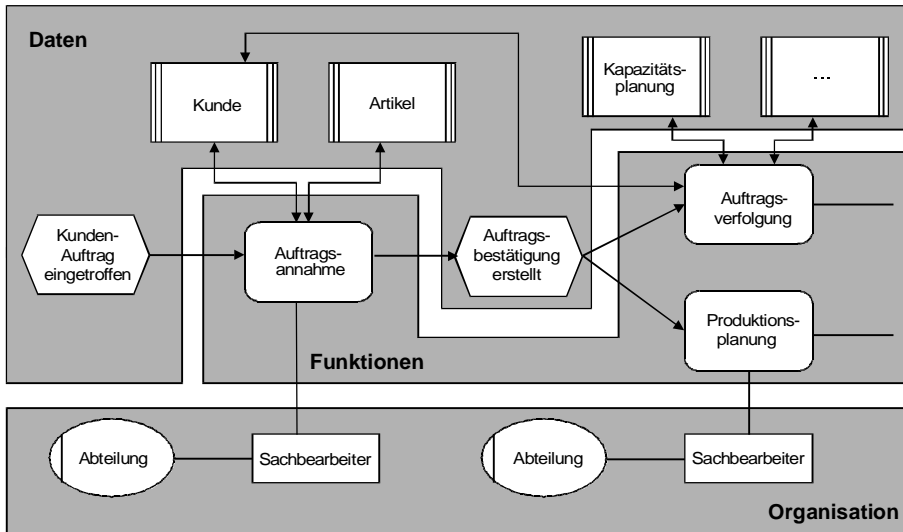 Daten
Kunde
Artikel
Kapazitäts-
planung
...
Kunden-
Auftrag
eingetroffen
Auftrags-
annahme
Auftrags-
bestätigung
erstellt
Auftrags-
verfolgung
Produktions-
planung
Funktionen
Abteilung
Sachbearbeiter
Abteilung
Sachbearbeiter
Organisation